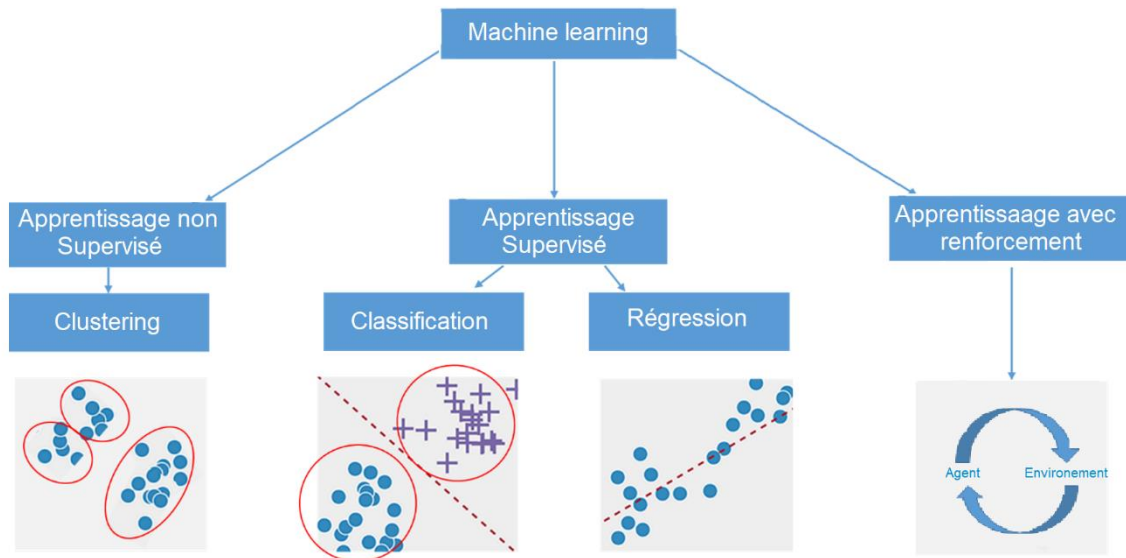 Machine learning
Apprentissage non
Supervisé
Apprentissage
Supervisé
Apprentissaage avec
renforcement
Clustering
Classification
Régression
Agent
Environement